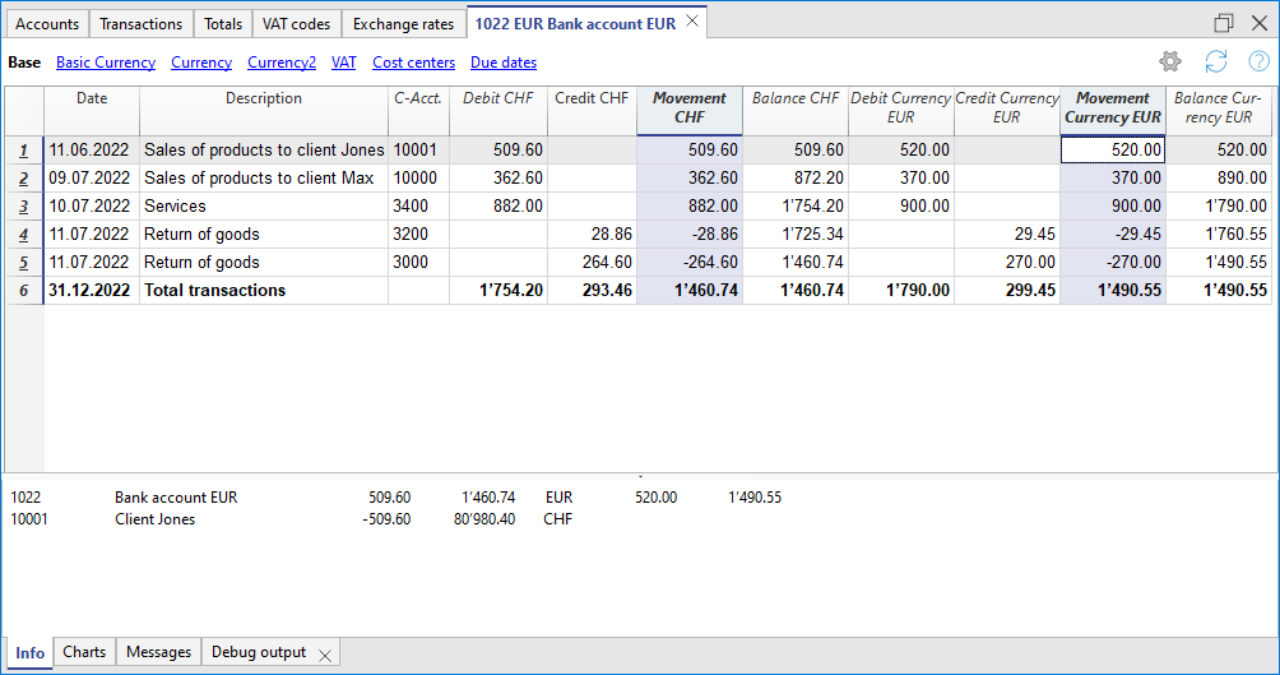 Accounts Transactions Totals VAT codes Exchange rates 1022 EUR Bank account EUR
Base Basic Currency Currency Currency2 VAT Cost centers Due dates
Date Description C-Acct. Debit CHF Credit CHF Movement CHF Balance CHF Debit Currency EUR Credit Currency EUR Movement Currency EUR Balance Cur-rency EUR
1 11.06.2022 Sales of products to client Jones 10001 509.60 509.60 509.60 520.00 520.00 520.00
2 09.07.2022 Sales of products to client Max 10000 362.60 362.60 872.20 370.00 370.00 890.00
3 10.07.2022 Services 3400 882.00 882.00 1'754.20 900.00 900.00 1'790.00
4 11.07.2022 Return of goods 3200 28.86 -28.86 1'725.34 29.45 -29.45 1'760.55
5 11.07.2022 Return of goods 3000 264.60 -264.60 1'460.74 270.00 -270.00 1'490.55
6 31.12.2022 Total transactions 1'754.20 293.46 1'460.74 1'460.74 1'790.00 299.45 1'490.55 1'490.55
1022 Bank account EUR 509.60 1'460.74 EUR 520.00 1'490.55
10001 Client Jones -509.60 80'980.40 CHF
Info Charts Messages Debug output